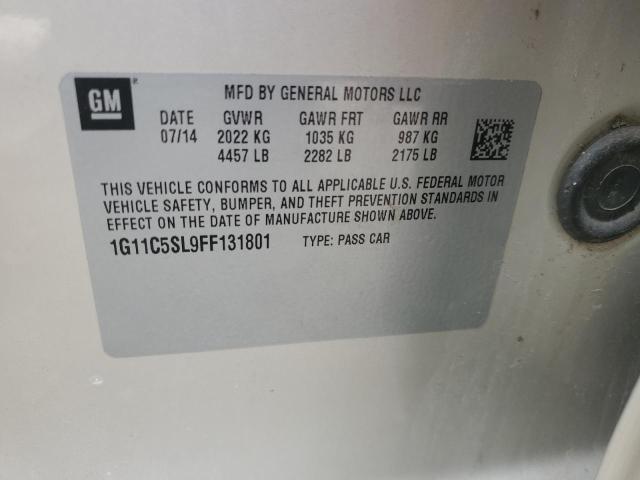 GM
MFD BY GENERAL MOTORS LLC
DATE GVWR GAWR FRT GAWR RR
07/14 2022 KG 1035 KG 987 KG
4457 LB 2282 LB 2175 LB
THIS VEHICLE CONFORMS TO ALL APPLICABLE U.S. FEDERAL MOTOR
VEHICLE SAFETY, BUMPER, AND THEFT PREVENTION STANDARDS IN
EFFECT ON THE DATE OF MANUFACTURE SHOWN ABOVE.
1G11C5SL9FF131801 TYPE: PASS CAR